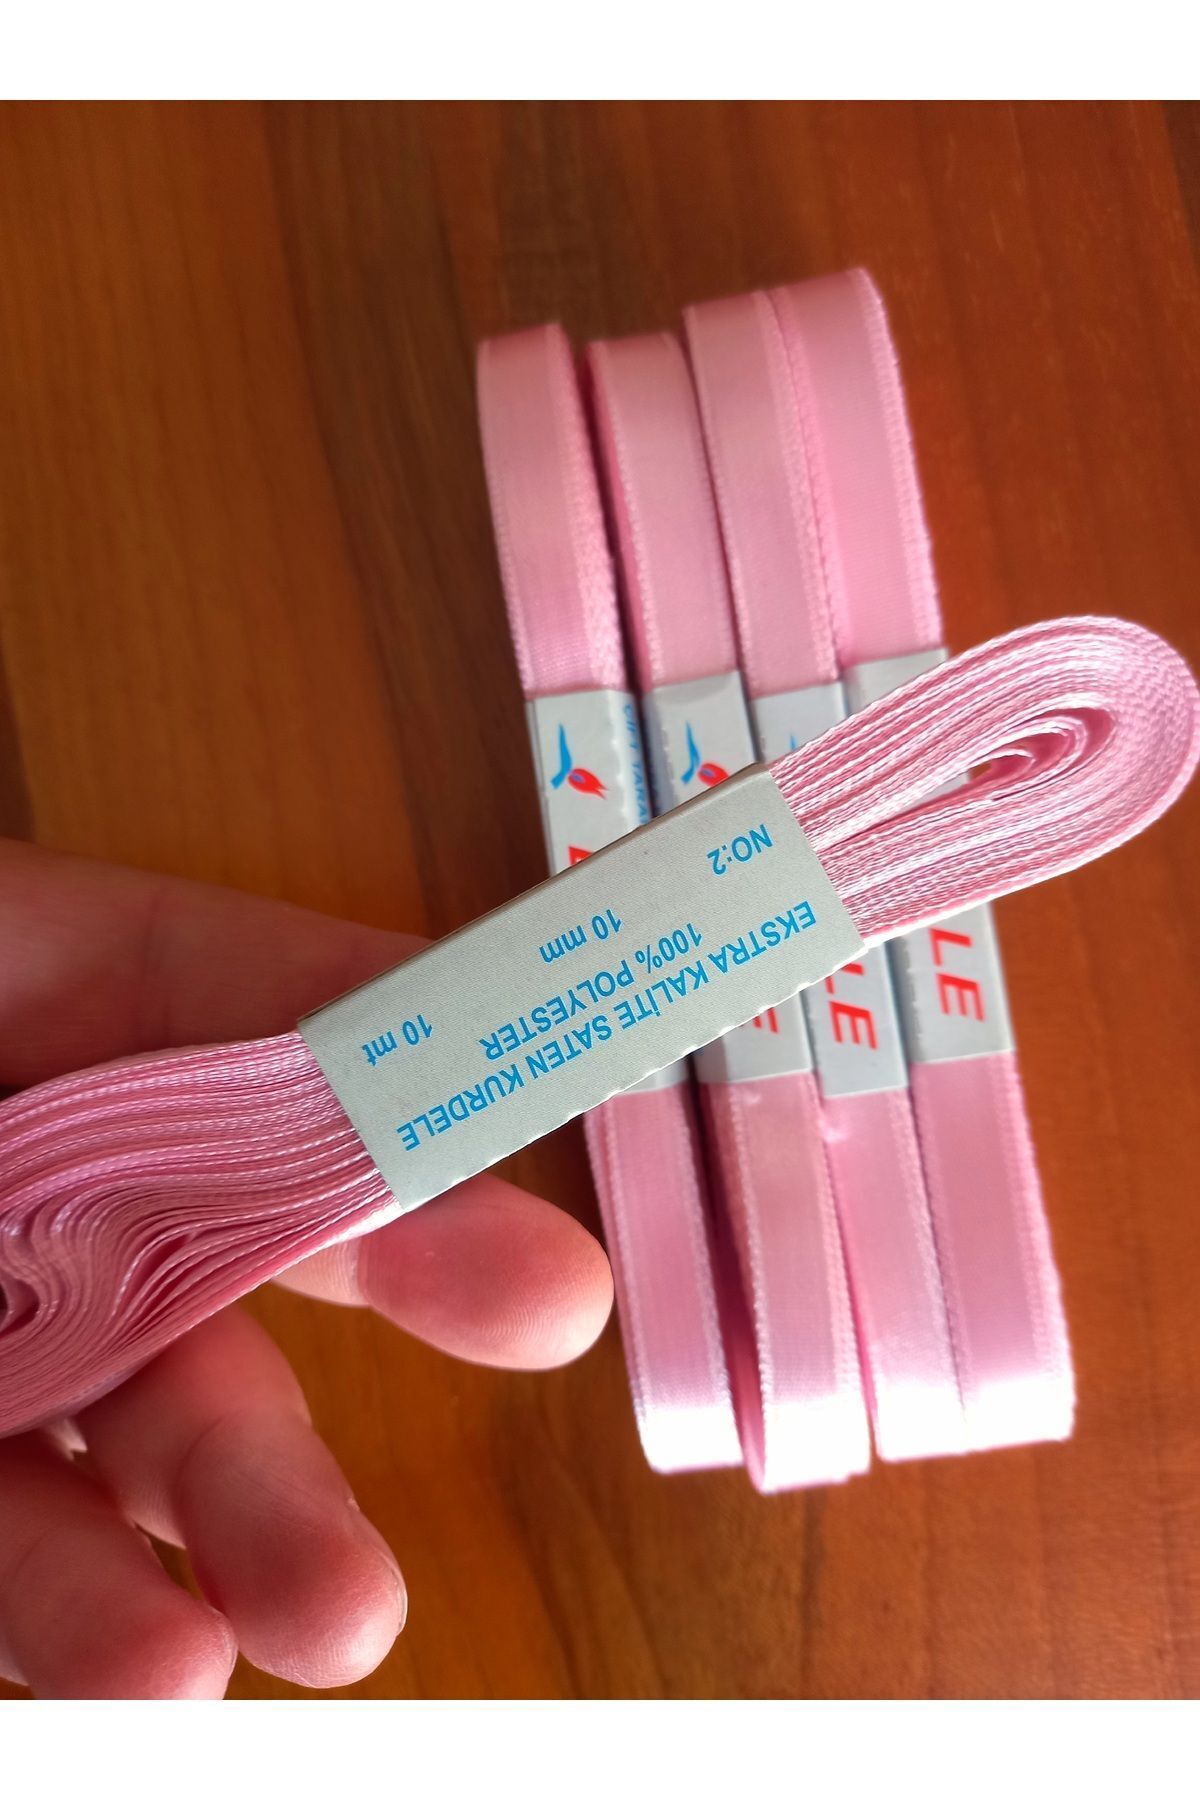 EKSTRA KALİTE SATEN KURDELE
100% POLYESTER
NO:2
10 mm
10 mt
LE
LE
E